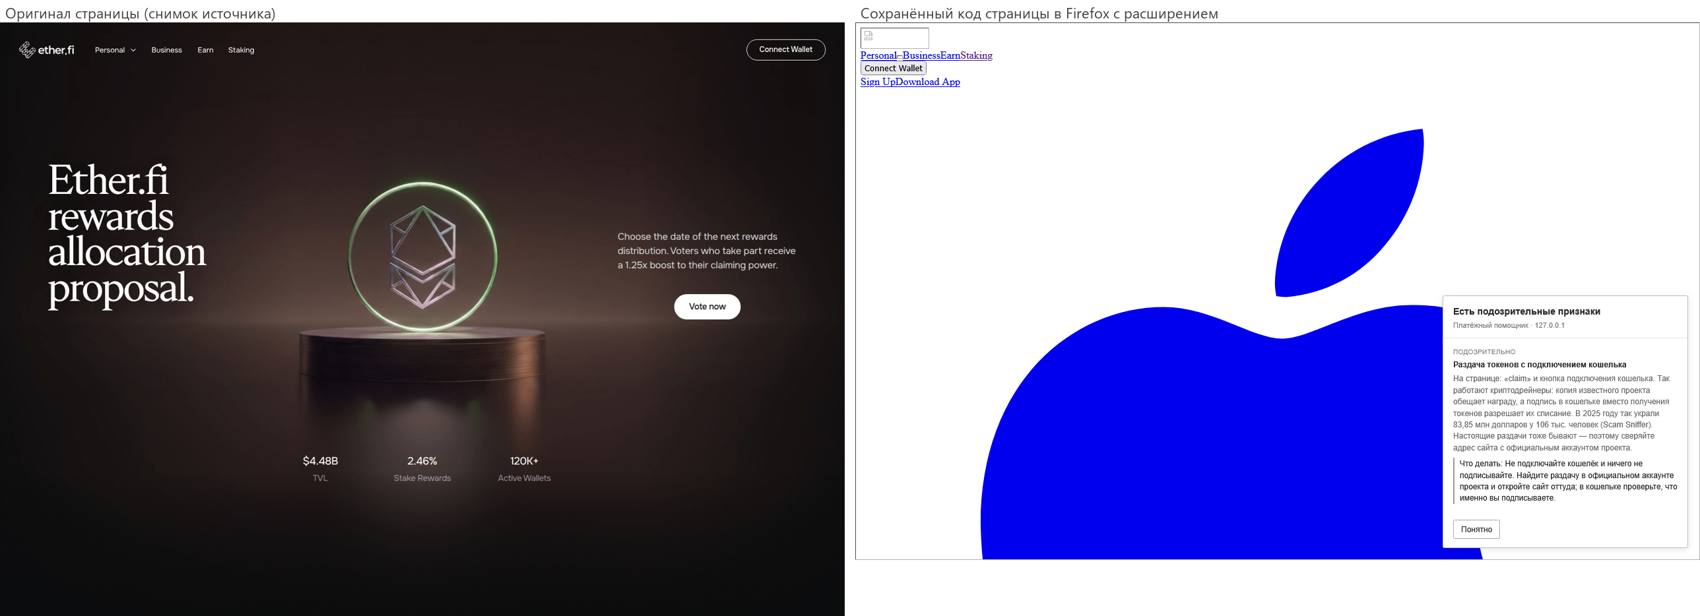 Оригинал страницы (снимок источника)
ether.fi
Personal
Business
Earn
Staking
Connect Wallet
Ether.fi
rewards
allocation
proposal.
Choose the date of the next rewards
distribution. Voters who take part receive
a 1.25x boost to their claiming power.
Vote now
$4.48B
TVL
2.46%
Stake Rewards
120K+
Active Wallets
Сохранённый код страницы в Firefox с расширением
Personal BusinessEarnStaking
Connect Wallet
Sign UpDownload App
Есть подозрительные признаки
Платёжный помощник · 127.0.0.1
ПОДОЗРИТЕЛЬНО
Раздача токенов с подключением кошелька
На странице: «claim» и кнопка подключения кошелька. Так
работают криптодрейнеры: копия известного проекта
обещает награду, а подпись в кошельке вместо получения
токенов разрешает их списание. В 2025 году так украли
83,85 млн долларов у 106 тыс. человек (Scam Sniffer).
Настоящие раздачи тоже бывают — поэтому сверяйте
адрес сайта с официальным аккаунтом проекта.
Что делать: Не подключайте кошелёк и ничего не
подписывайте. Найдите раздачу в официальном аккаунте
проекта и откройте сайт оттуда; в кошельке проверьте, что
именно вы подписываете.
Понятно